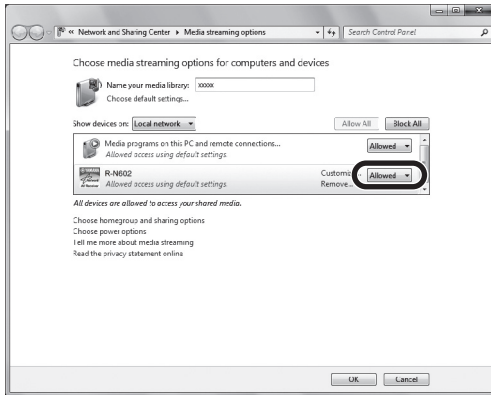 « Network and Sharing Center ▸ Media streaming options
Search Control Panel
Choose media streaming options for computers and devices
Name your media library: xxxxx
Choose default settings...
Show devices on: Local network
Allow All
Block All
Media programs on this PC and remote connections...
Allowed access using default settings
Allowed
R-N602
Allowed access using default settings
Remove...
Allowed
All devices are allowed to access your shared media.
Choose homegroup and sharing options
Choose power options
Tell me more about media streaming
Read the privacy statement online
OK
Cancel